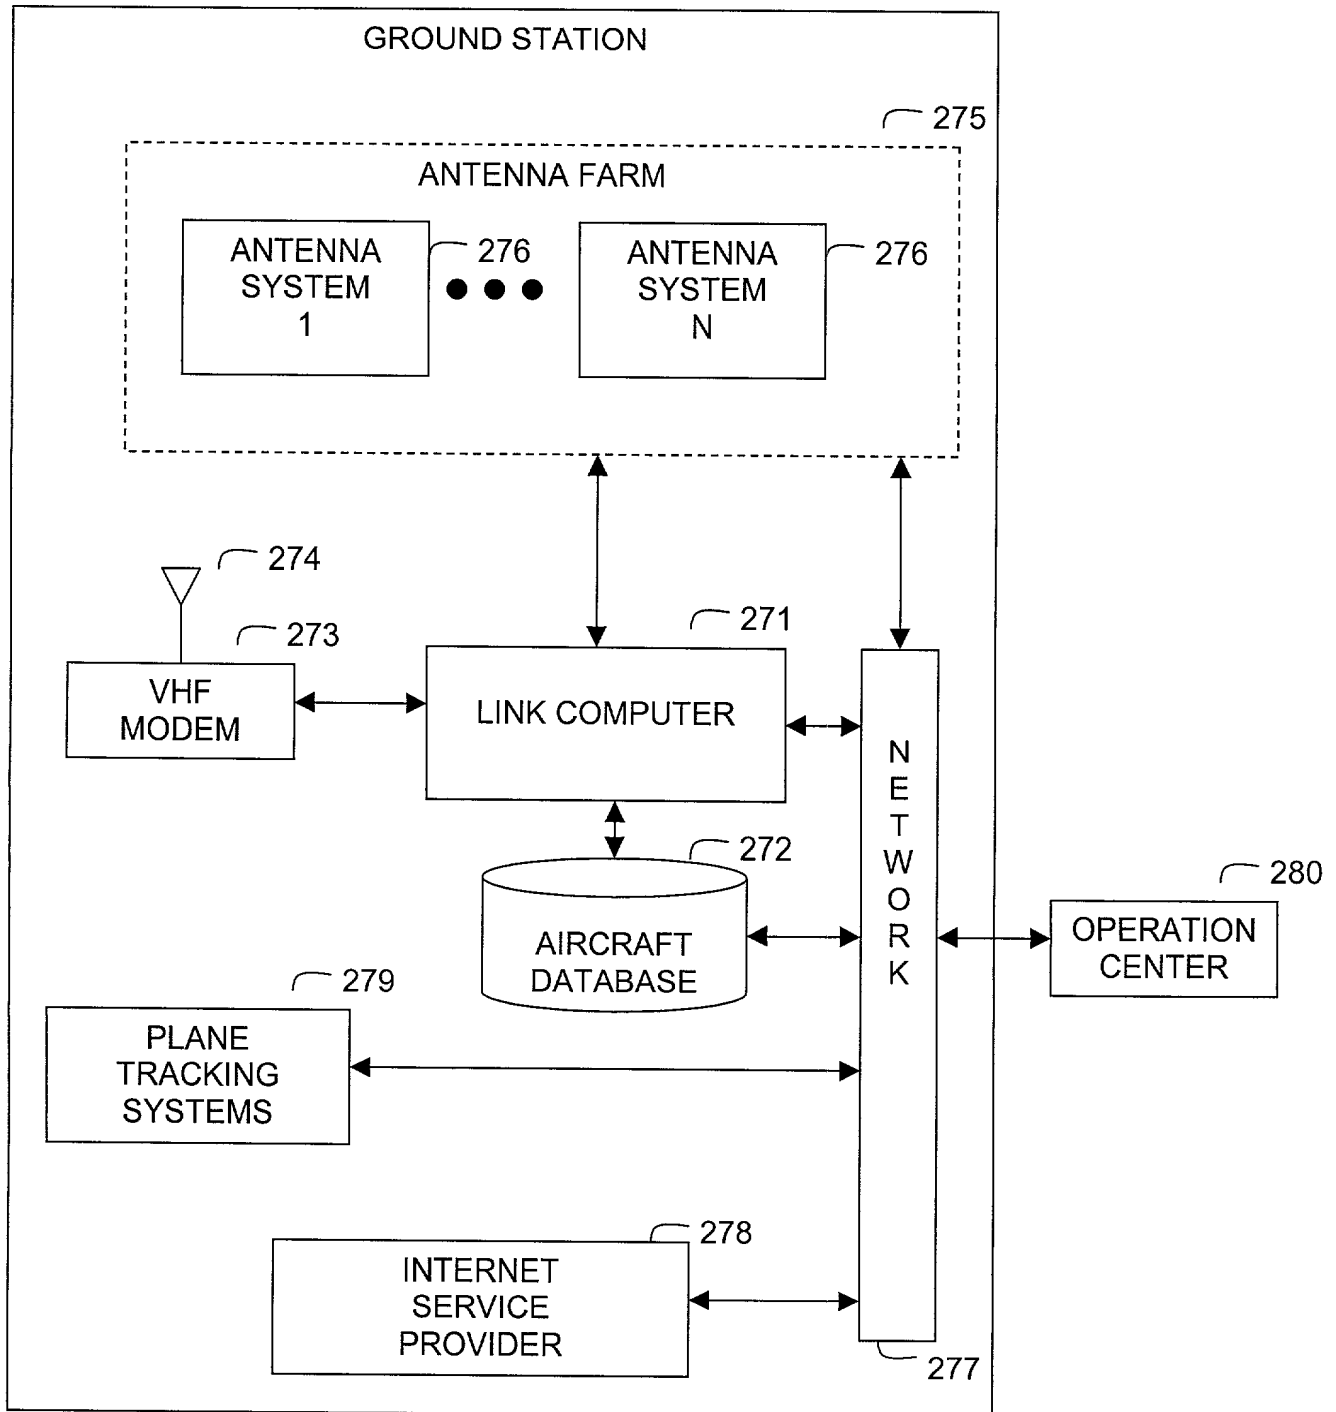 GROUND STATION
275
ANTENNA FARM
ANTENNA
SYSTEM
1
276
ANTENNA
SYSTEM
N
276
274
273
VHF
MODEM
271
LINK COMPUTER
NETWORK
272
AIRCRAFT
DATABASE
280
OPERATION
CENTER
279
PLANE
TRACKING
SYSTEMS
278
INTERNET
SERVICE
PROVIDER
277